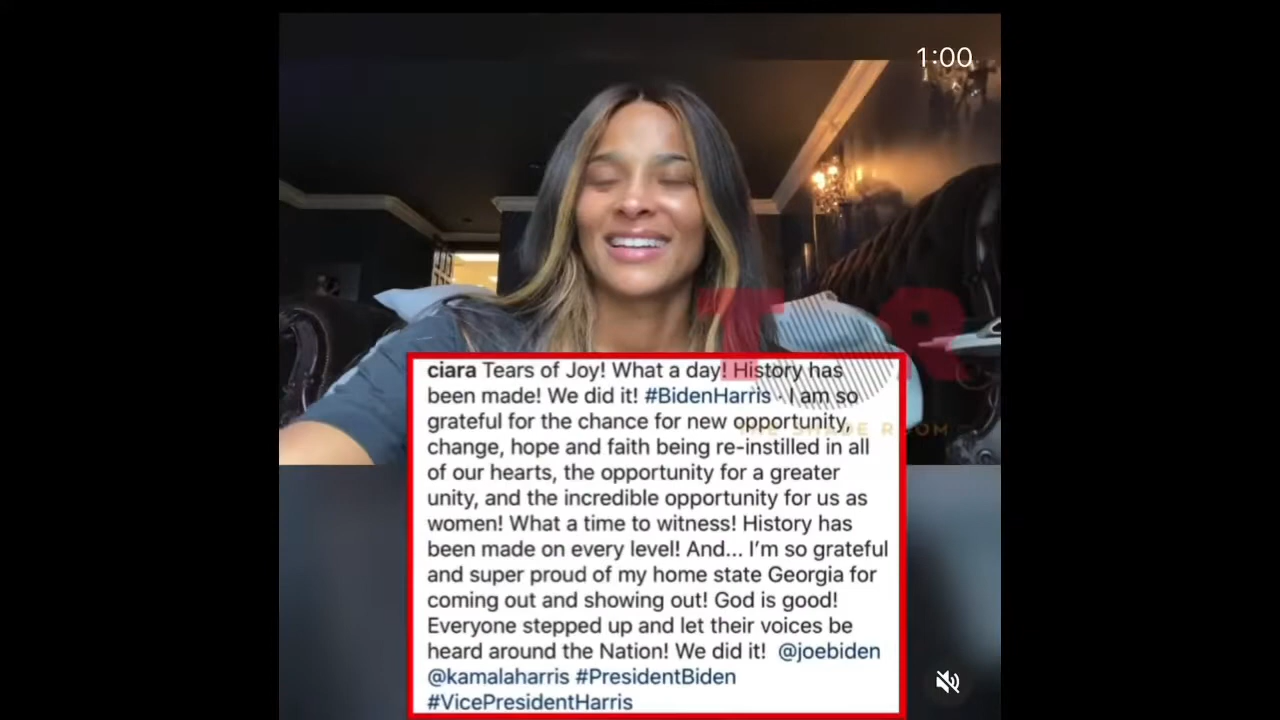 1:00
TSR
ciara Tears of Joy! What a day! History has
been made! We did it! #BidenHarris · I am so
grateful for the chance for new opportunity,
change, hope and faith being re-instilled in all
of our hearts, the opportunity for a greater
unity, and the incredible opportunity for us as
women! What a time to witness! History has
been made on every level! And... I'm so grateful
and super proud of my home state Georgia for
coming out and showing out! God is good!
Everyone stepped up and let their voices be
heard around the Nation! We did it! @joebiden
@kamalaharris #PresidentBiden
#VicePresidentHarris
THE SHADE ROOM